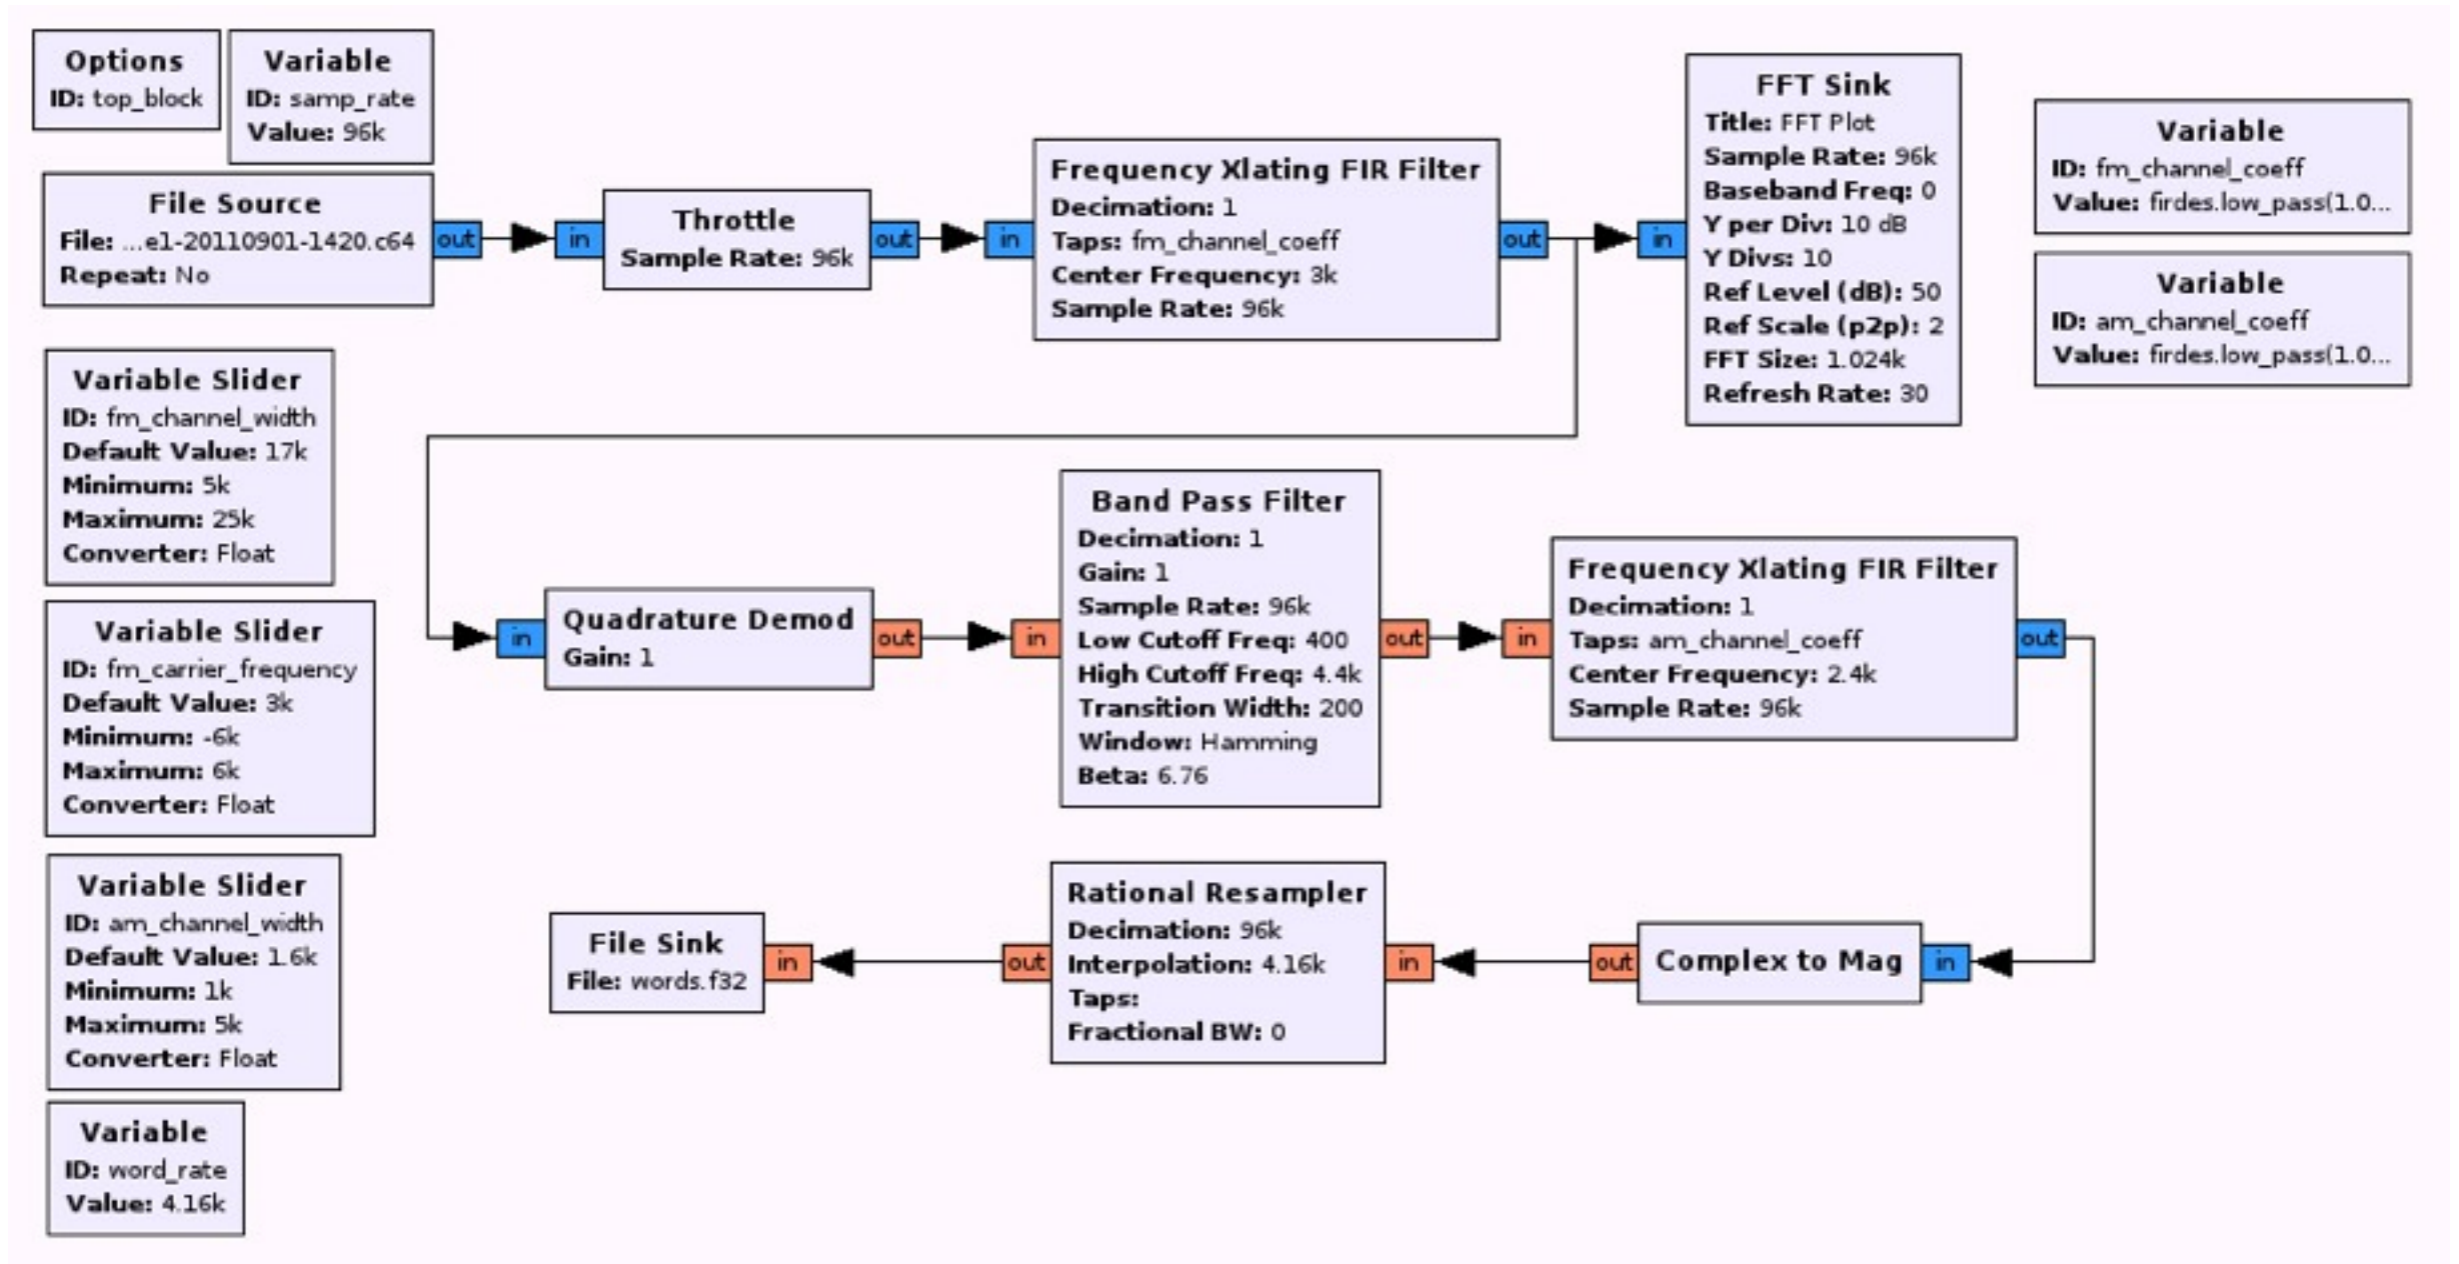 Options
ID: top_block
Variable
ID: samp_rate
Value: 96k
File Source
File: ...e1-20110901-1420.c64
Repeat: No
out
in
Throttle
Sample Rate: 96k
out
in
Frequency Xlating FIR Filter
Decimation: 1
Taps: fm_channel_coeff
Center Frequency: 3k
Sample Rate: 96k
out
in
FFT Sink
Title: FFT Plot
Sample Rate: 96k
Baseband Freq: 0
Y per Div: 10 dB
Y Divs: 10
Ref Level (dB): 50
Ref Scale (p2p): 2
FFT Size: 1.024k
Refresh Rate: 30
Variable
ID: fm_channel_coeff
Value: firdes.low_pass(1.0...
Variable
ID: am_channel_coeff
Value: firdes.low_pass(1.0...
Variable Slider
ID: fm_channel_width
Default Value: 17k
Minimum: 5k
Maximum: 25k
Converter: Float
Variable Slider
ID: fm_carrier_frequency
Default Value: 3k
Minimum: -6k
Maximum: 6k
Converter: Float
in
Quadrature Demod
Gain: 1
out
in
Band Pass Filter
Decimation: 1
Gain: 1
Sample Rate: 96k
Low Cutoff Freq: 400
High Cutoff Freq: 4.4k
Transition Width: 200
Window: Hamming
Beta: 6.76
out
in
Frequency Xlating FIR Filter
Decimation: 1
Taps: am_channel_coeff
Center Frequency: 2.4k
Sample Rate: 96k
out
Variable Slider
ID: am_channel_width
Default Value: 1.6k
Minimum: 1k
Maximum: 5k
Converter: Float
File Sink
File: words.f32
in
out
Rational Resampler
Decimation: 96k
Interpolation: 4.16k
Taps:
Fractional BW: 0
in
out
Complex to Mag
in
Variable
ID: word_rate
Value: 4.16k